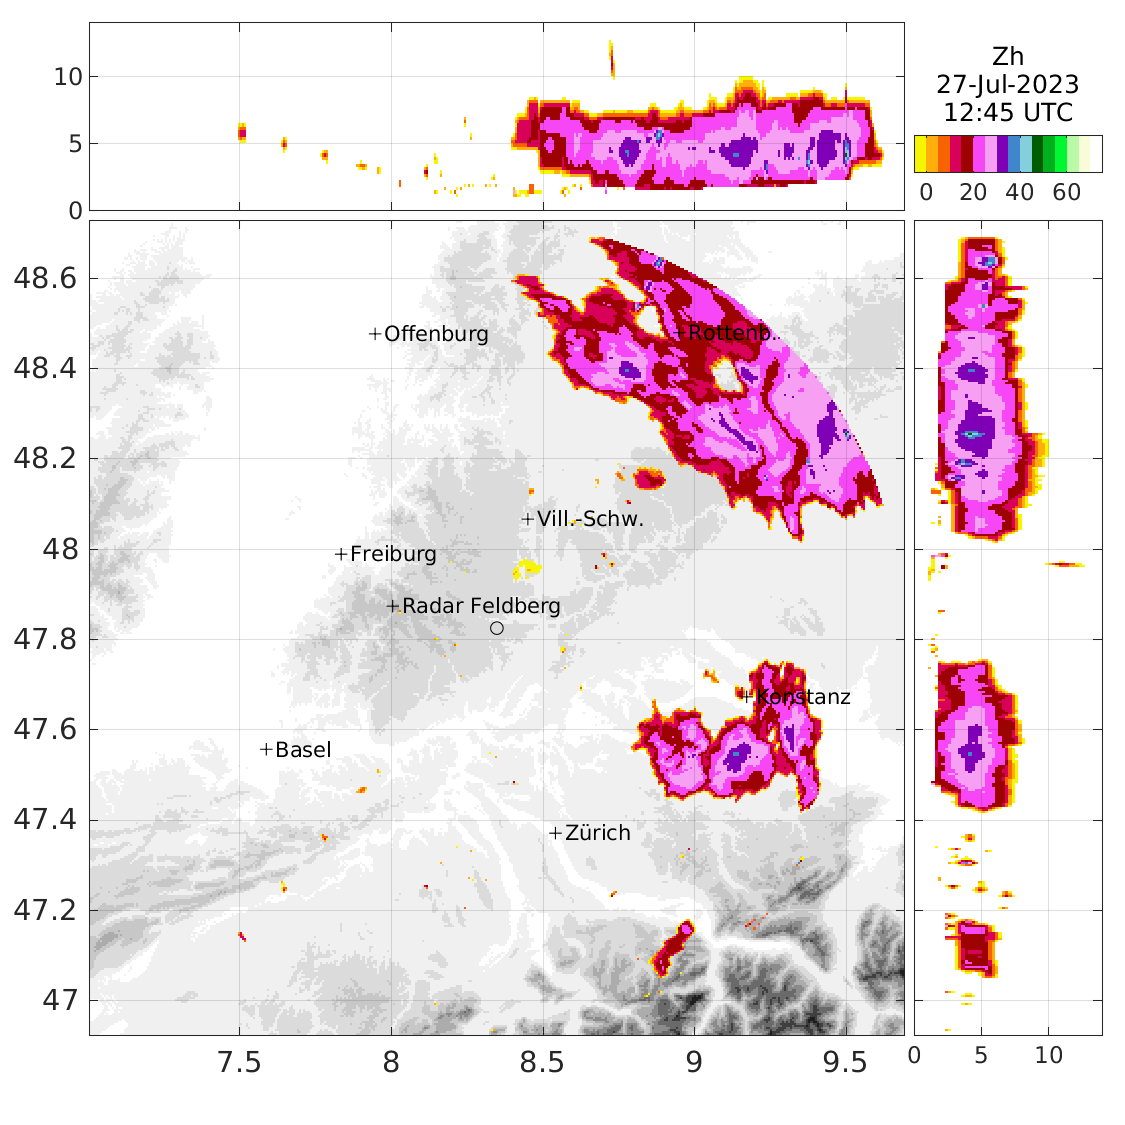 10
5
0
Zh
27-Jul-2023
12:45 UTC
0 20 40 60
48.6
48.4
48.2
48
47.8
47.6
47.4
47.2
47
+Offenburg
+Rottenb..
+Vill.-Schw.
+Freiburg
+Radar Feldberg
+Konstanz
+Basel
+Zürich
7.5 8 8.5 9 9.5
0 5 10